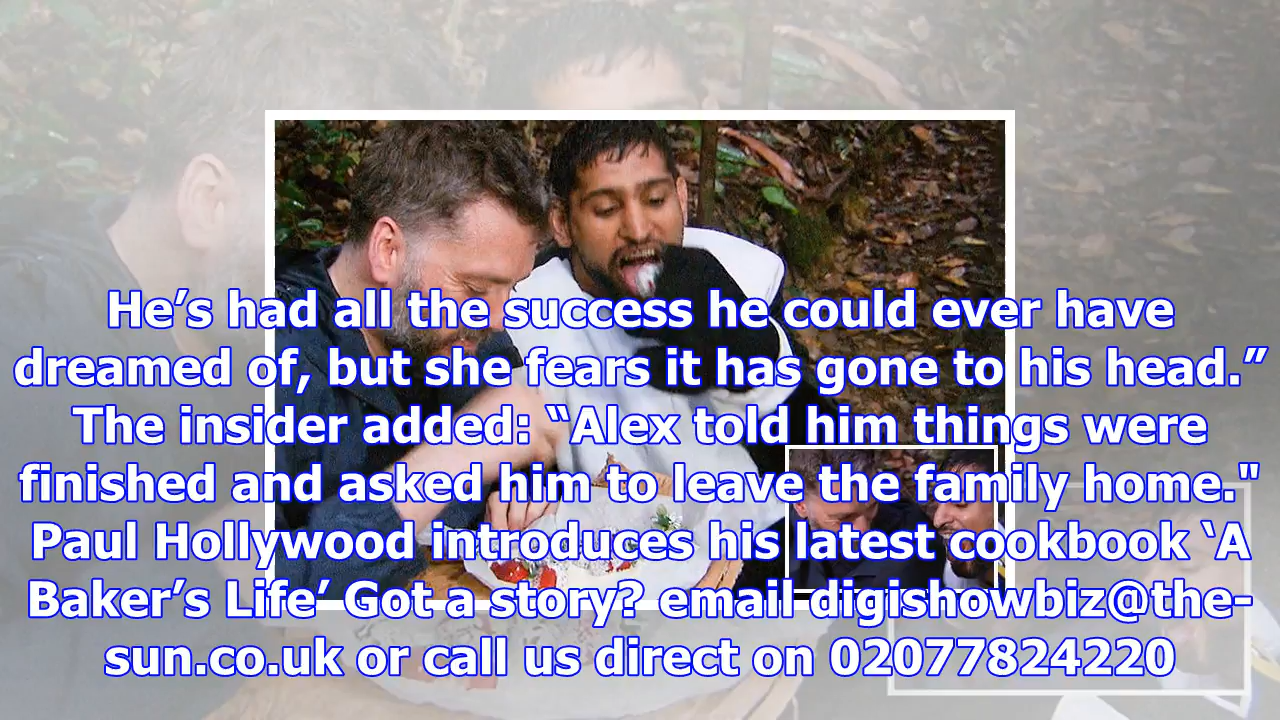 He’s had all the success he could ever have
dreamed of, but she fears it has gone to his head.”
The insider added: “Alex told him things were
finished and asked him to leave the family home."
Paul Hollywood introduces his latest cookbook ‘A
Baker’s Life’ Got a story? email digishowbiz@the-
sun.co.uk or call us direct on 02077824220